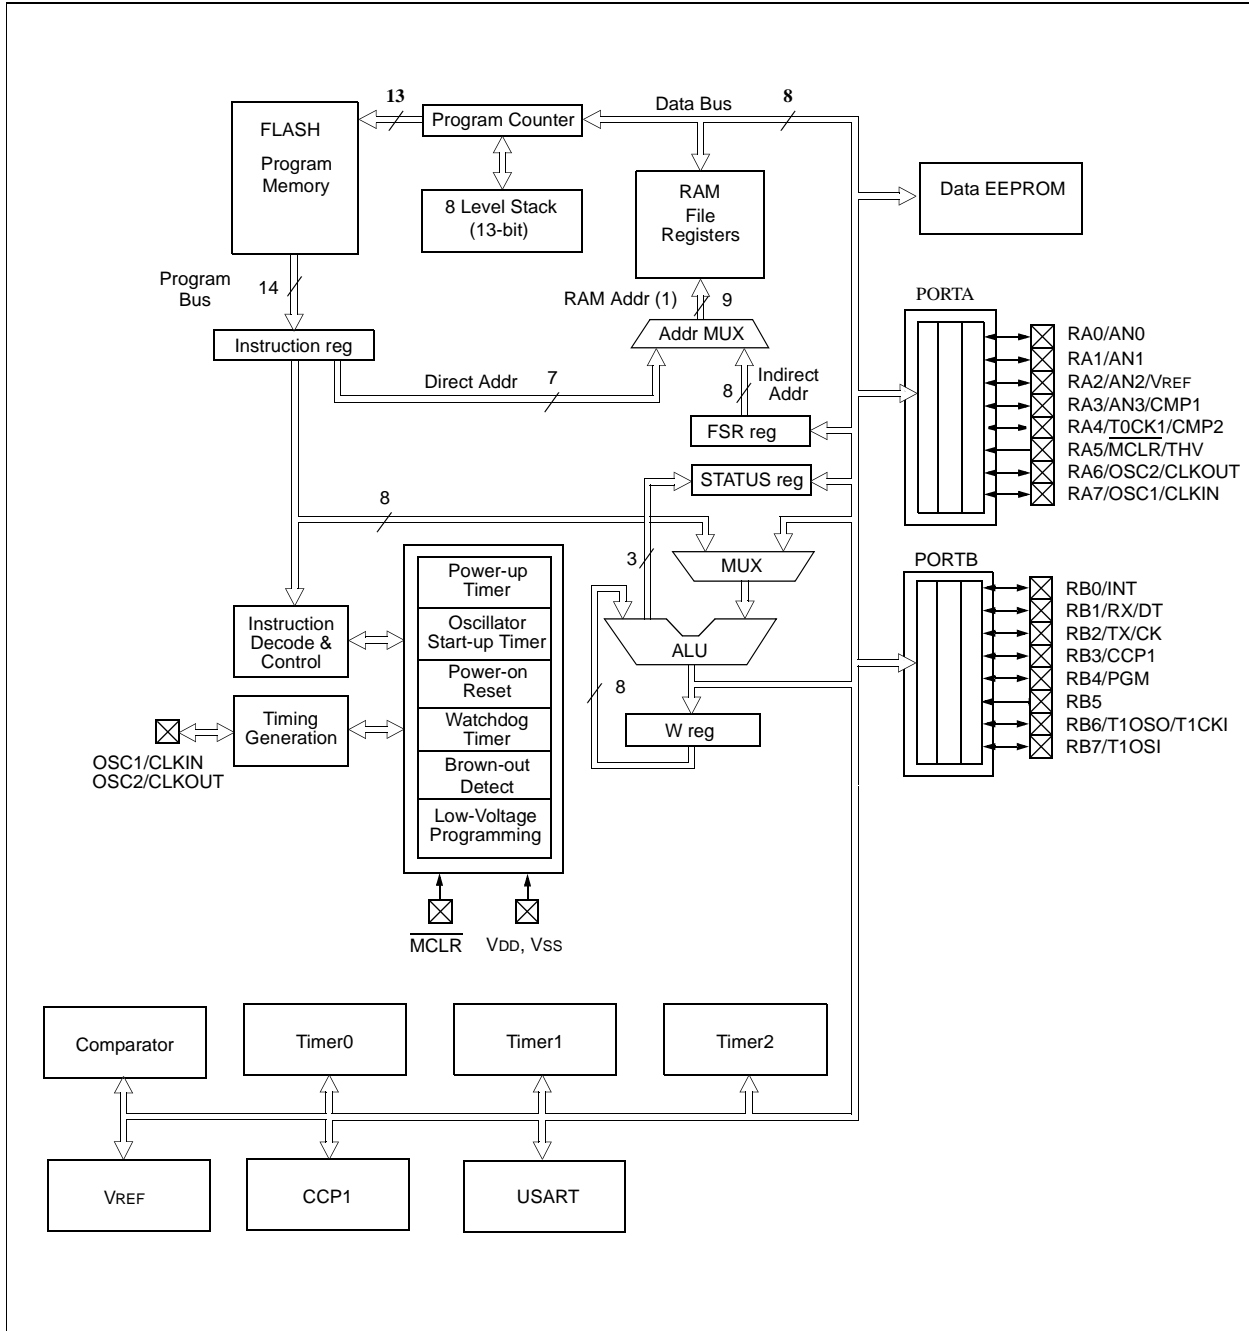 13
Data Bus
8
FLASH
Program
Memory
Program Counter
8 Level Stack
(13-bit)
RAM
File
Registers
Data EEPROM
Program
Bus
14
RAM Addr (1)
9
Instruction reg
Addr MUX
Direct Addr
7
8
Indirect
Addr
FSR reg
STATUS reg
8
3
MUX
ALU
8
W reg
Instruction
Decode &
Control
Timing
Generation
OSC1/CLKIN
OSC2/CLKOUT
Power-up
Timer
Oscillator
Start-up Timer
Power-on
Reset
Watchdog
Timer
Brown-out
Detect
Low-Voltage
Programming
MCLR
VDD, VSS
PORTA
RA0/AN0
RA1/AN1
RA2/AN2/VREF
RA3/AN3/CMP1
RA4/T0CK1/CMP2
RA5/MCLR/THV
RA6/OSC2/CLKOUT
RA7/OSC1/CLKIN
PORTB
RB0/INT
RB1/RX/DT
RB2/TX/CK
RB3/CCP1
RB4/PGM
RB5
RB6/T1OSO/T1CKI
RB7/T1OSI
Comparator
Timer0
Timer1
Timer2
VREF
CCP1
USART